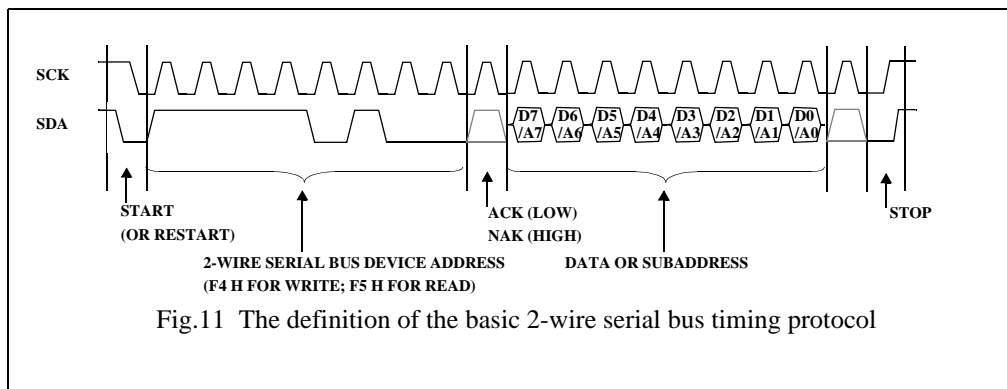 SCK
SDA
D7 D6 D5 D4 D3 D2 D1 D0
/A7 /A6 /A5 /A4 /A3 /A2 /A1 /A0
START
(OR RESTART)
ACK (LOW)
NAK (HIGH)
STOP
2-WIRE SERIAL BUS DEVICE ADDRESS
(F4 H FOR WRITE; F5 H FOR READ)
DATA OR SUBADDRESS
Fig.11 The definition of the basic 2-wire serial bus timing protocol